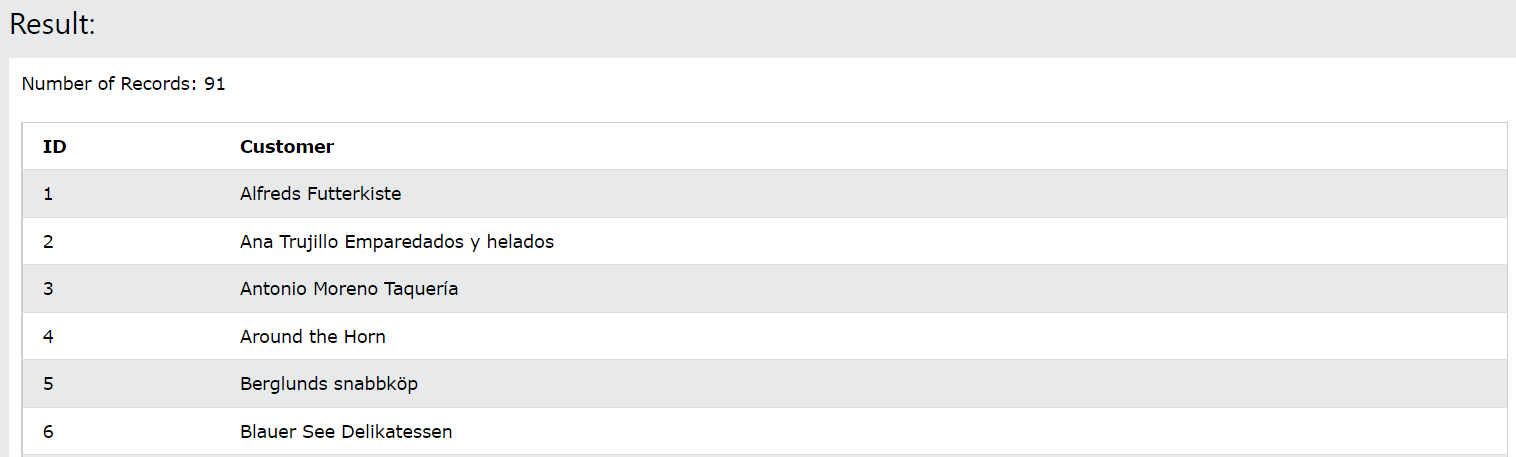 Result:
Number of Records: 91
ID Customer
1 Alfreds Futterkiste
2 Ana Trujillo Emparedados y helados
3 Antonio Moreno Taquería
4 Around the Horn
5 Berglunds snabbköp
6 Blauer See Delikatessen